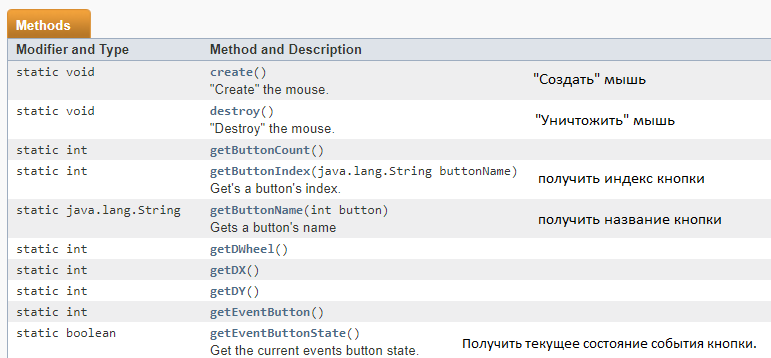 Methods
Modifier and Type Method and Description
static void create() "Создать" мышь
"Create" the mouse.
static void destroy() "Уничтожить" мышь
"Destroy" the mouse.
static int getButtonCount()
static int getButtonIndex(java.lang.String buttonName) получить индекс кнопки
Get's a button's index.
static java.lang.String getButtonName(int button) получить название кнопки
Gets a button's name
static int getDWheel()
static int getDX()
static int getDY()
static int getEventButton()
static boolean getEventButtonState() Получить текущее состояние события кнопки.
Get the current events button state.